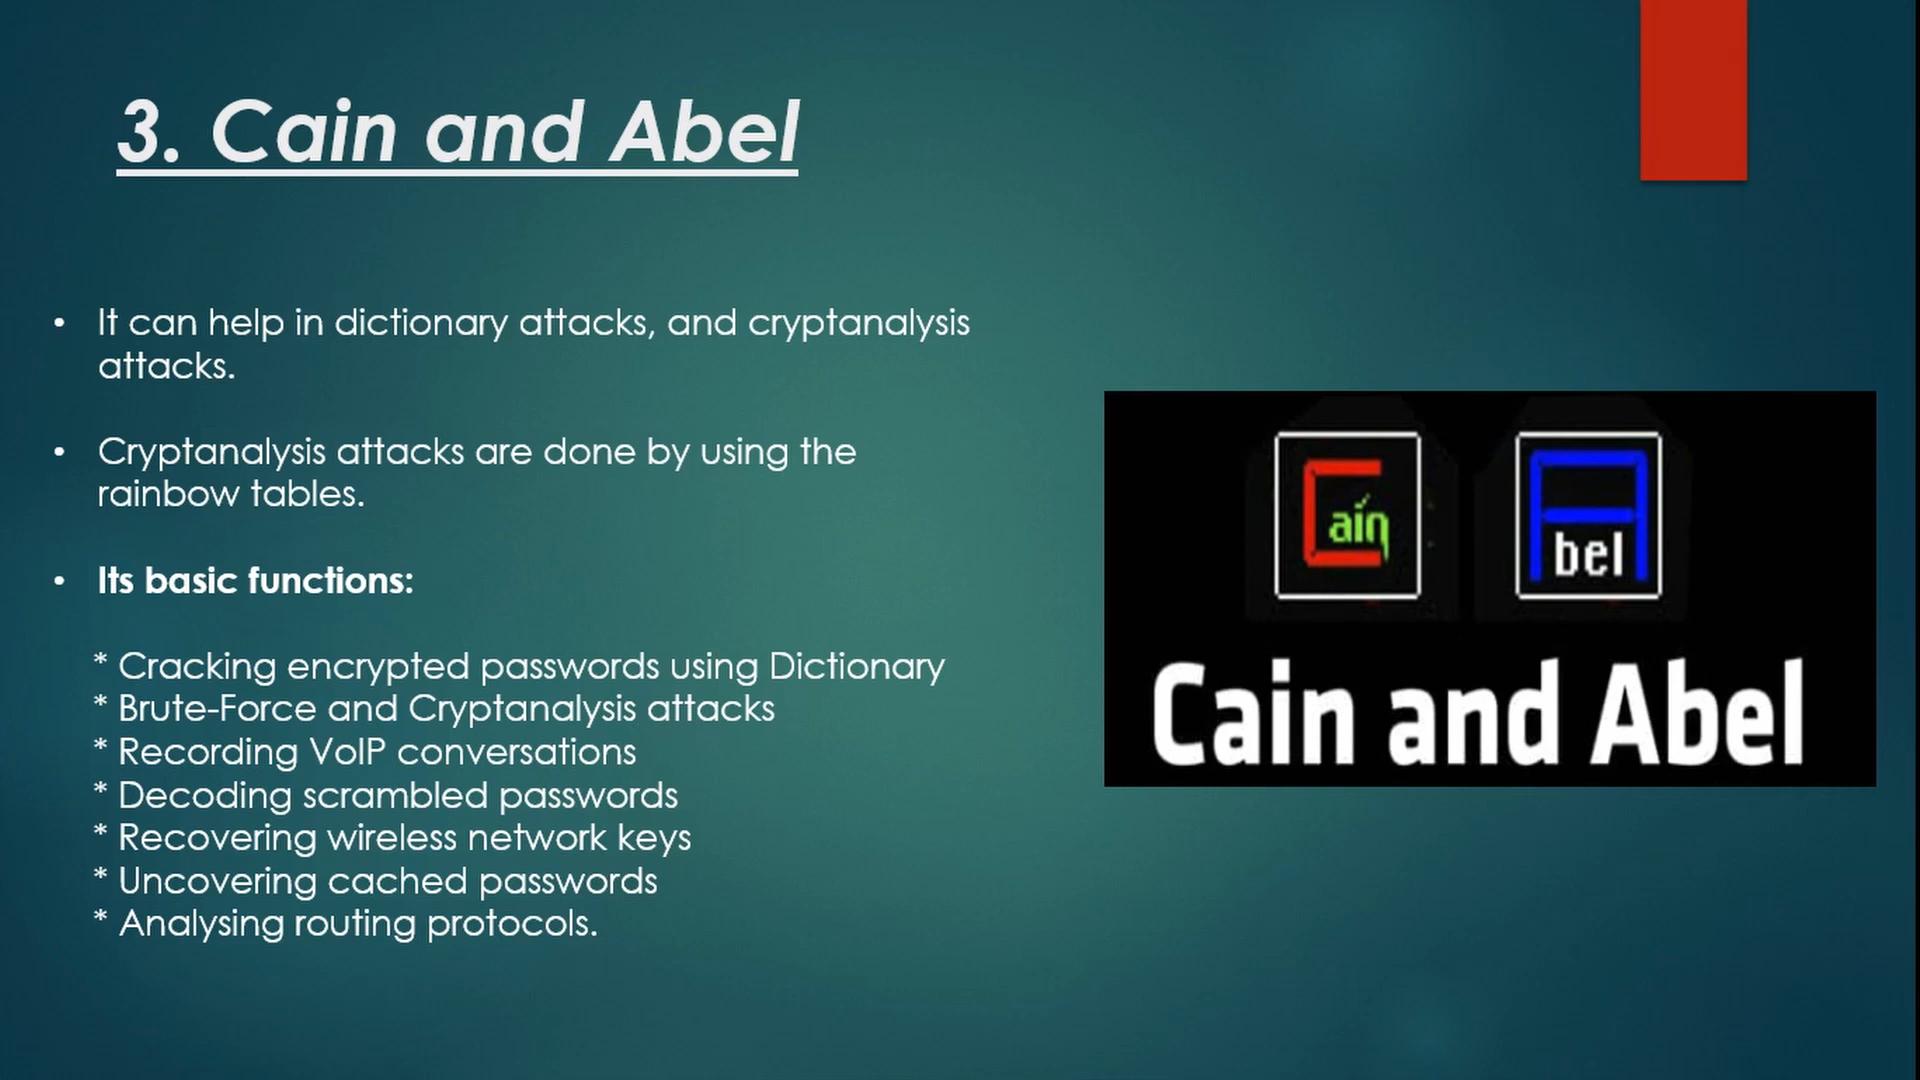 3. Cain and Abel
• It can help in dictionary attacks, and cryptanalysis
attacks.
• Cryptanalysis attacks are done by using the
rainbow tables.
• Its basic functions:
* Cracking encrypted passwords using Dictionary
* Brute-Force and Cryptanalysis attacks
* Recording VoIP conversations
* Decoding scrambled passwords
* Recovering wireless network keys
* Uncovering cached passwords
* Analysing routing protocols.
Cain Abel
Cain and Abel